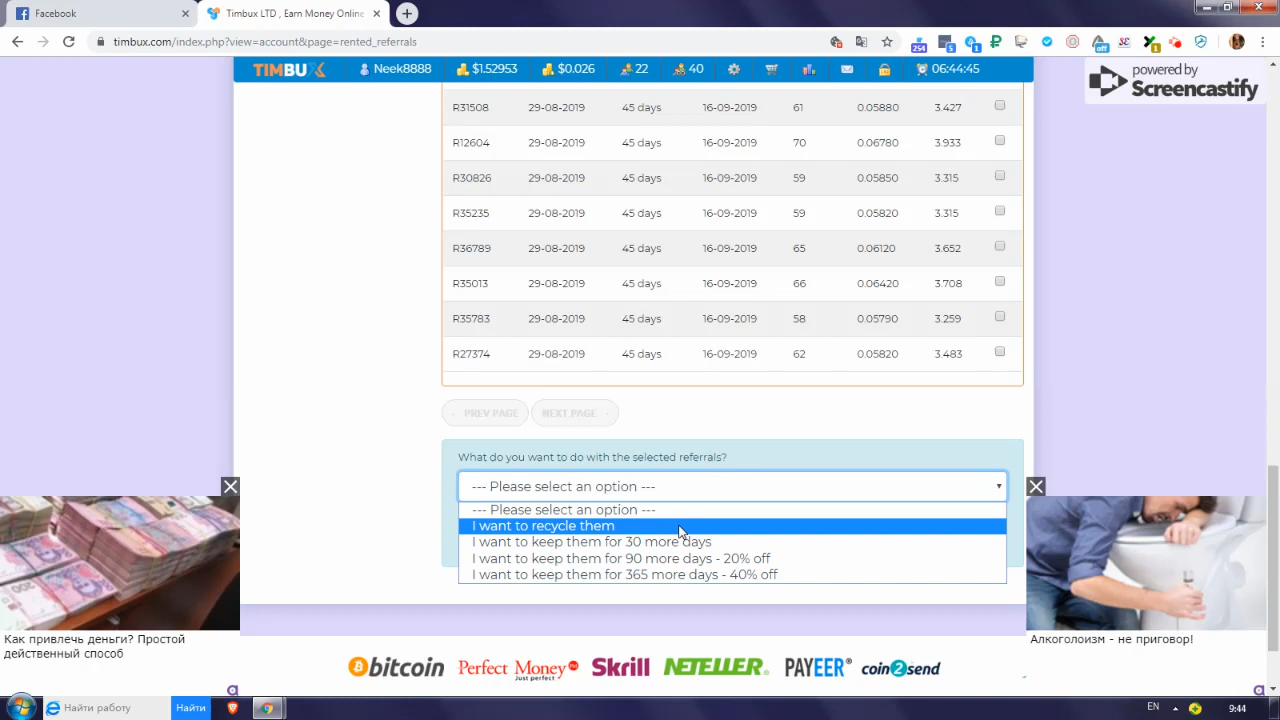 Facebook
Timbux LTD , Earn Money Online
timbux.com/index.php?view=account&page=rented_referrals
254
5
1
off
1
TIMBUX Neek8888 $1.52953 $0.026 22 40 06:44:45
powered by
Screencastify
R31508 29-08-2019 45 days 16-09-2019 61 0.05880 3.427
R12604 29-08-2019 45 days 16-09-2019 70 0.06780 3.933
R30826 29-08-2019 45 days 16-09-2019 59 0.05850 3.315
R35235 29-08-2019 45 days 16-09-2019 59 0.05820 3.315
R36789 29-08-2019 45 days 16-09-2019 65 0.06120 3.652
R35013 29-08-2019 45 days 16-09-2019 66 0.06420 3.708
R35783 29-08-2019 45 days 16-09-2019 58 0.05790 3.259
R27374 29-08-2019 45 days 16-09-2019 62 0.05820 3.483
PREV PAGE NEXT PAGE
What do you want to do with the selected referrals?
--- Please select an option ---
--- Please select an option ---
I want to recycle them
I want to keep them for 30 more days
I want to keep them for 90 more days - 20% off
I want to keep them for 365 more days - 40% off
Как привлечь деньги? Простой
действенный способ
Алкоголоизм - не приговор!
bitcoin Perfect Money PM Just perfect. Skrill NETELLER PAYEER coin2send
Найти работу Найти EN 9:44